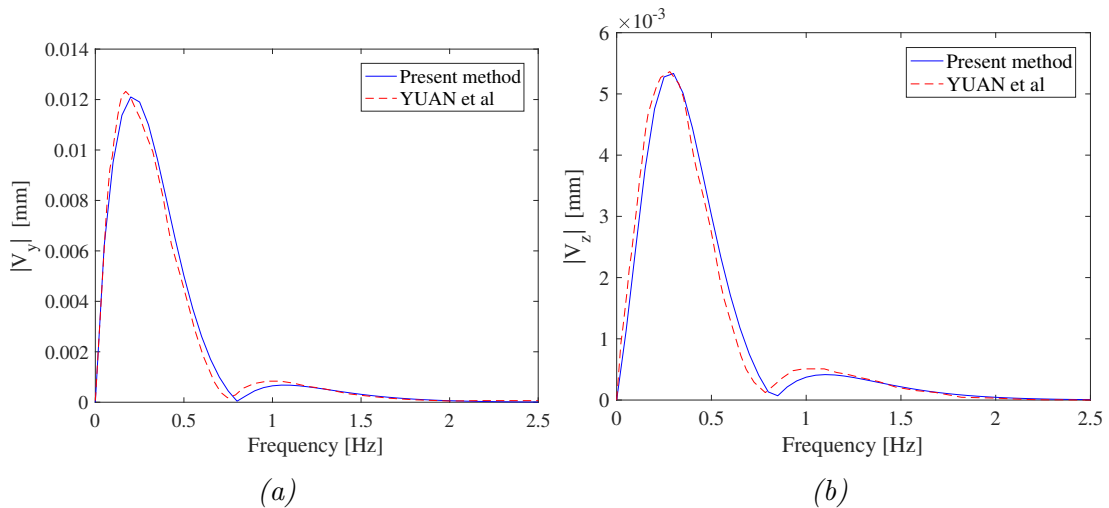 0.014
0.012
0.01
0.008
0.006
0.004
0.002
0
|V_y| [mm]
Present method
YUAN et al
0 0.5 1 1.5 2 2.5
Frequency [Hz]
(a)
×10^-3
6
5
4
3
2
1
0
|V_z| [mm]
Present method
YUAN et al
0 0.5 1 1.5 2 2.5
Frequency [Hz]
(b)